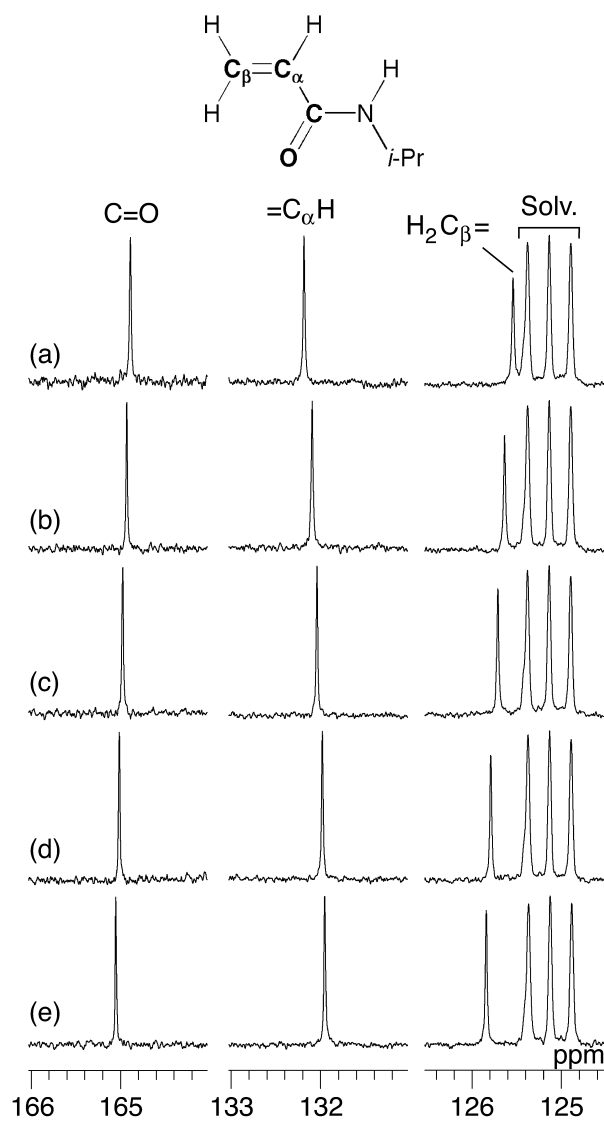 H H
Cβ=Cα H
H C N
O i-Pr
C=O =CαH H2Cβ= Solv.
(a)
(b)
(c)
(d)
(e)
ppm
166 165 133 132 126 125